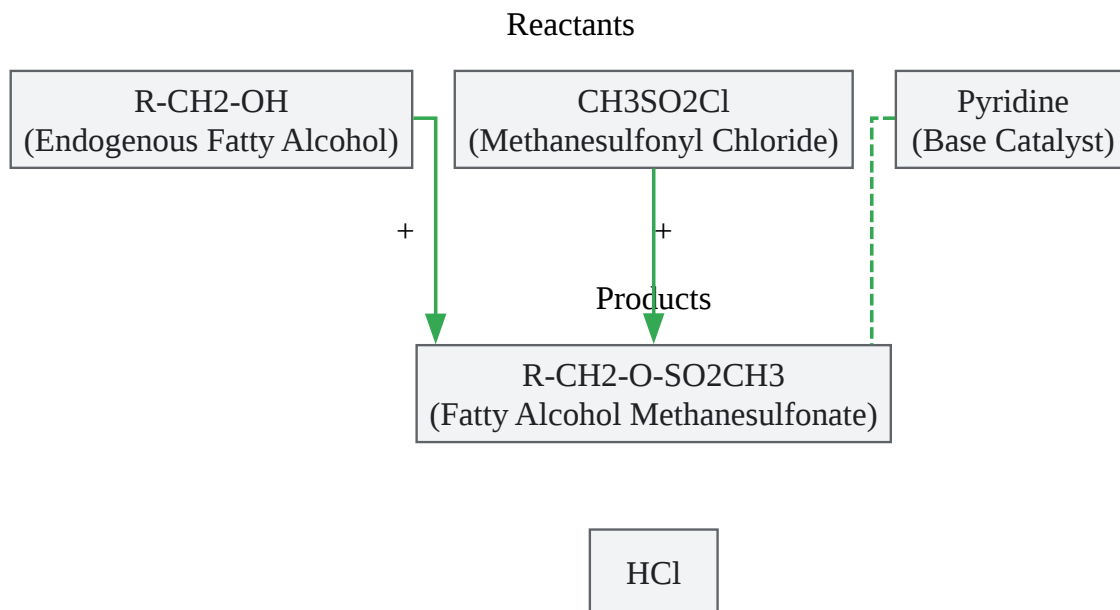 Reactants
R-CH2-OH
(Endogenous Fatty Alcohol)
CH3SO2Cl
(Methanesulfonyl Chloride)
Pyridine
(Base Catalyst)
+
+
Products
R-CH2-O-SO2CH3
(Fatty Alcohol Methanesulfonate)
HCl